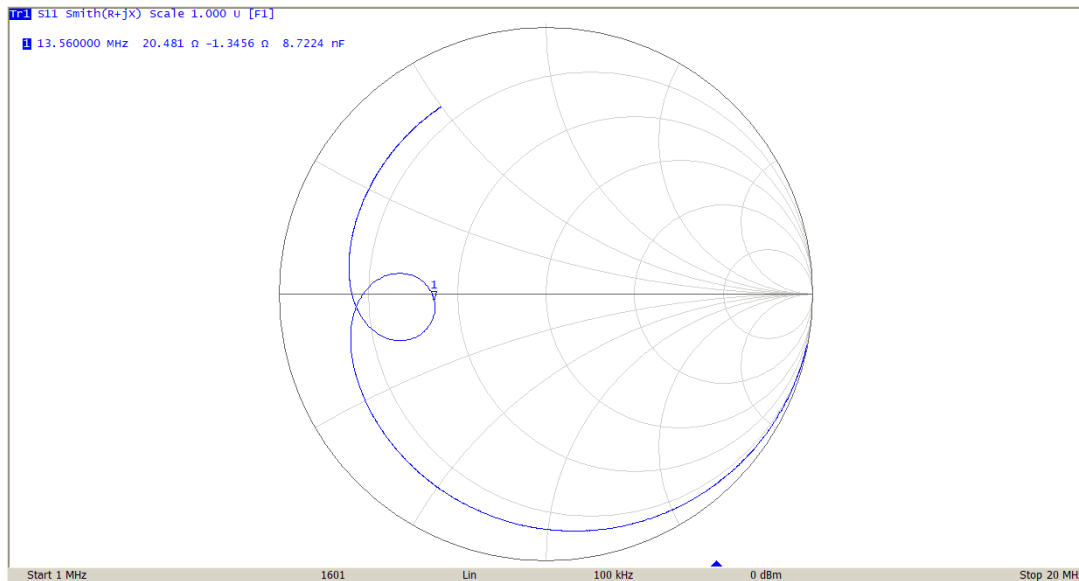 Tr1 S11 Smith(R+jX) Scale 1.000 U [F1]
1 13.560000 MHz 20.481 Ω -1.3456 Ω 8.7224 nF
1
Start 1 MHz 1601 Lin 100 kHz 0 dBm Stop 20 MH